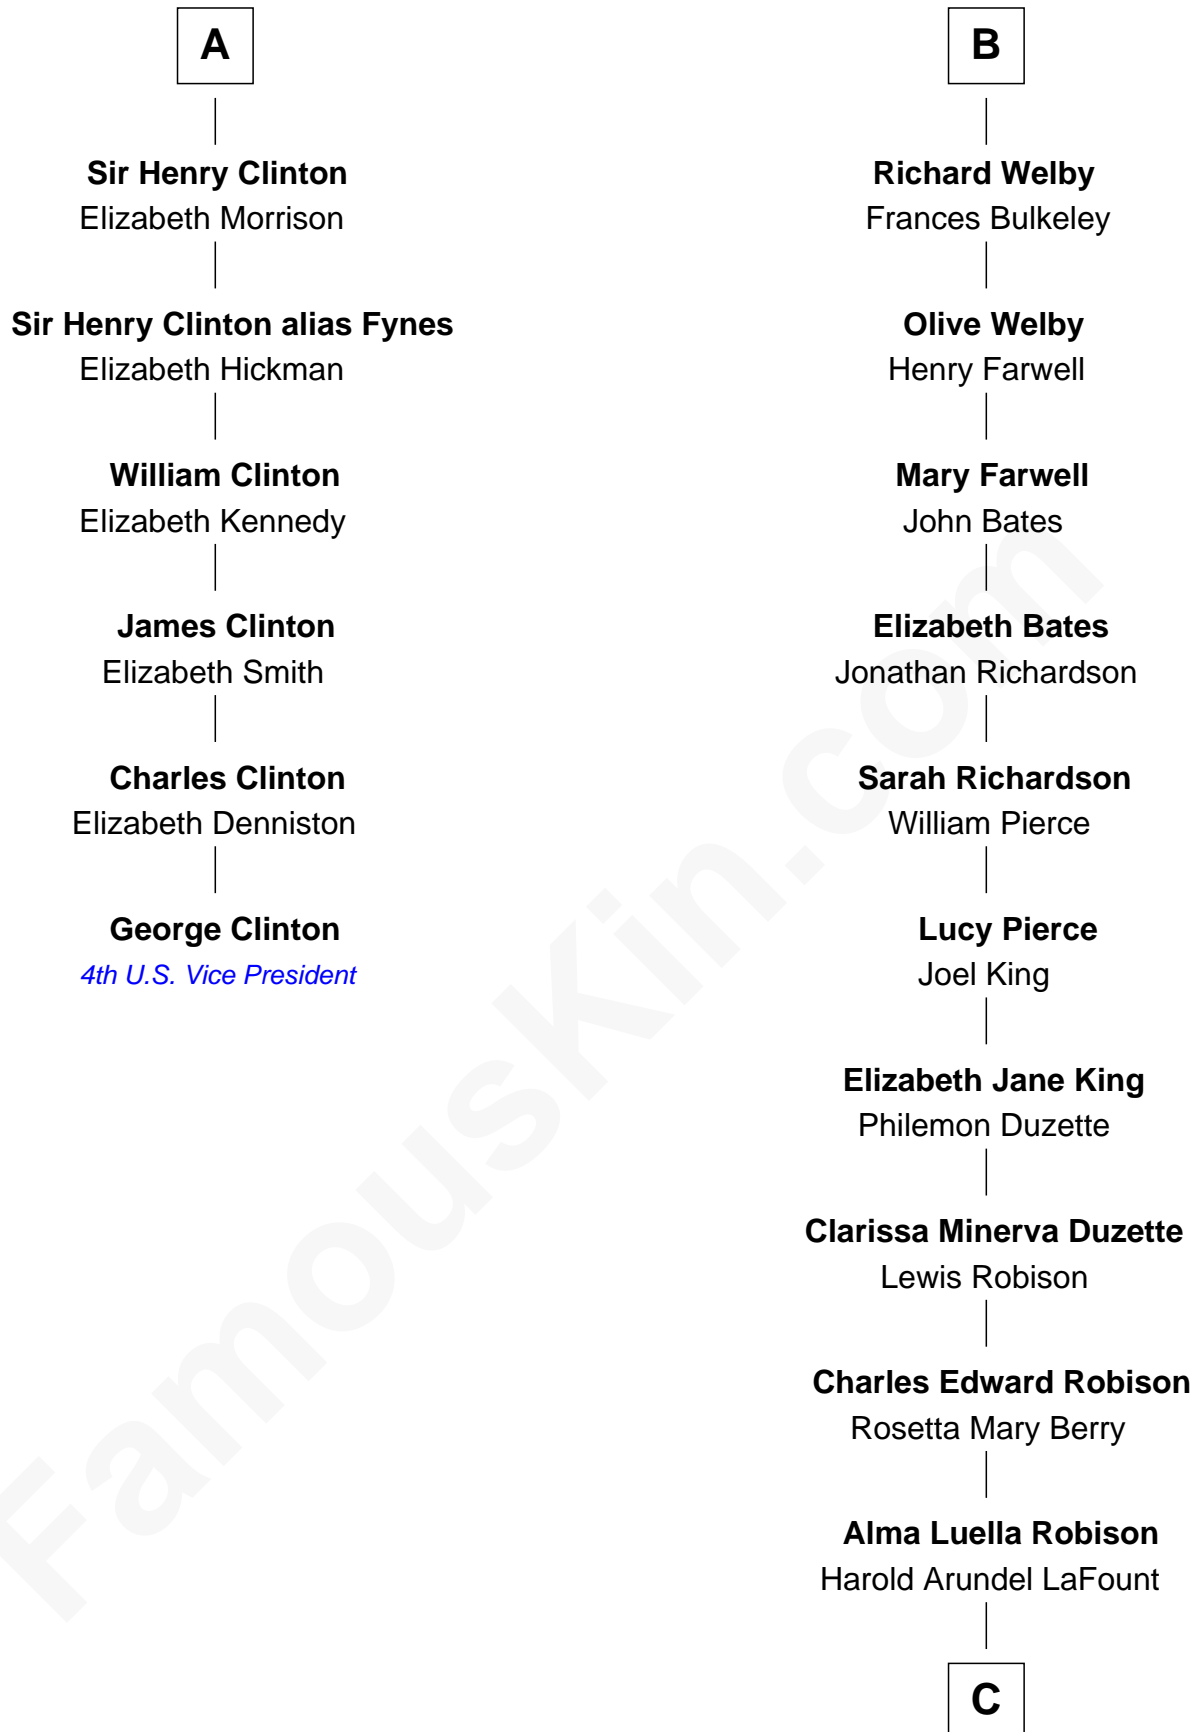 A
Sir Henry Clinton
Elizabeth Morrison
Sir Henry Clinton alias Fynes
Elizabeth Hickman
William Clinton
Elizabeth Kennedy
James Clinton
Elizabeth Smith
Charles Clinton
Elizabeth Denniston
George Clinton
4th U.S. Vice President
B
Richard Welby
Frances Bulkeley
Olive Welby
Henry Farwell
Mary Farwell
John Bates
Elizabeth Bates
Jonathan Richardson
Sarah Richardson
William Pierce
Lucy Pierce
Joel King
Elizabeth Jane King
Philemon Duzette
Clarissa Minerva Duzette
Lewis Robison
Charles Edward Robison
Rosetta Mary Berry
Alma Luella Robison
Harold Arundel LaFount
C
FamousKin.com